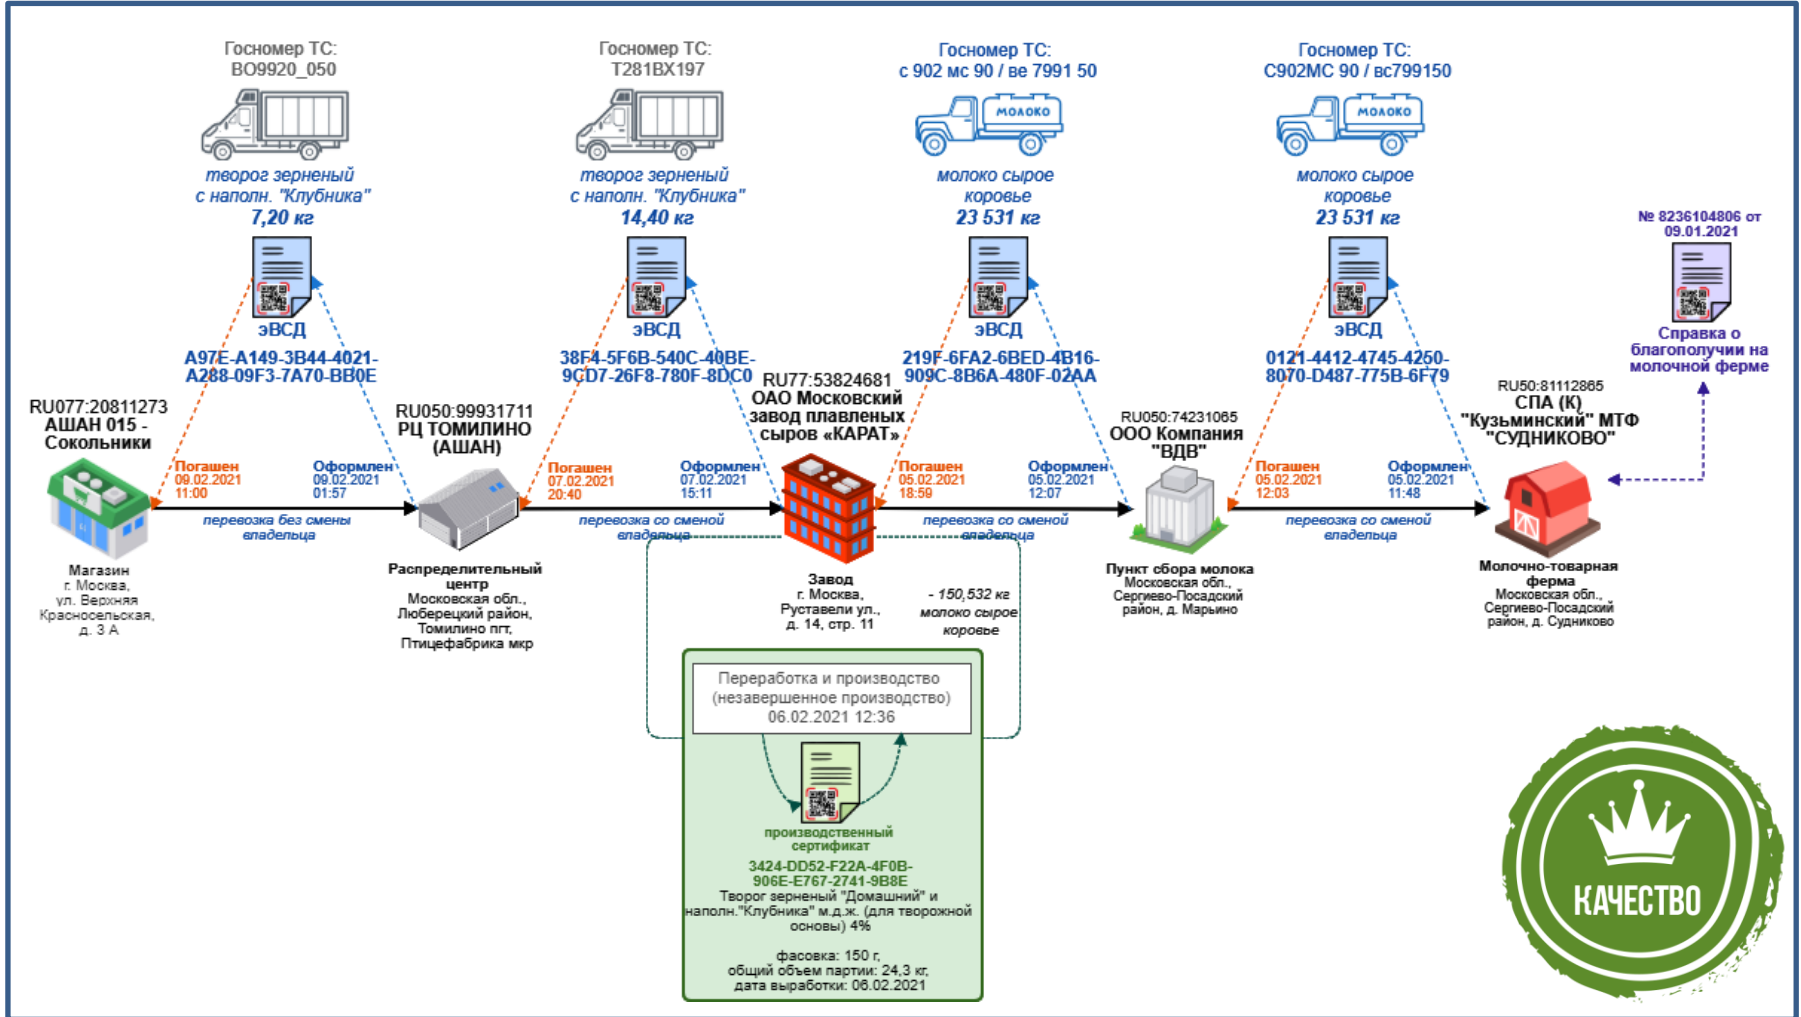 Госномер ТС:
ВО9920_050
творог зерненый
с наполн. "Клубника"
7,20 кг
эВСД
A97E-A149-3B44-4021-
A288-09F3-7A70-BB0E
Госномер ТС:
Т281ВХ197
творог зерненый
с наполн. "Клубника"
14,40 кг
эВСД
38F4-5F6B-540C-40BE-
9CD7-26F8-780F-8DC0
Госномер ТС:
с 902 мс 90 / ве 7991 50
МОЛОКО
молоко сырое
коровье
23 531 кг
эВСД
219F-6FA2-6BED-4B16-
909C-8B6A-480F-02AA
Госномер ТС:
С902МС 90 / вс799150
МОЛОКО
молоко сырое
коровье
23 531 кг
эВСД
0121-4412-4745-4250-
8070-D487-775B-6F79
№ 8236104806 от
09.01.2021
Справка о
благополучии на
молочной ферме
RU077:20811273
АШАН 015 -
Сокольники
Погашен
09.02.2021
11:00
Оформлен
09.02.2021
01:57
перевозка без смены
владельца
Магазин
г. Москва,
ул. Верхняя
Красносельская,
д. 3 А
RU050:99931711
РЦ ТОМИЛИНО
(АШАН)
Погашен
07.02.2021
20:40
Оформлен
07.02.2021
15:11
перевозка со сменой
владельца
Распределительный
центр
Московская обл.,
Люберецкий район,
Томилино пгт,
Птицефабрика мкр
RU77:53824681
ОАО Московский
завод плавленых
сыров «КАРАТ»
Погашен
05.02.2021
18:59
Оформлен
05.02.2021
12:07
перевозка со сменой
владельца
Завод
г. Москва,
Руставели ул.,
д. 14, стр. 11
- 150,532 кг
молоко сырое
коровье
RU050:74231065
ООО Компания
"ВДВ"
Погашен
05.02.2021
12:03
Оформлен
05.02.2021
11:48
перевозка со сменой
владельца
Пункт сбора молока
Московская обл.,
Сергиево-Посадский
район, д. Марьино
RU50:81112865
СПА (К)
"Кузьминский" МТФ
"СУДНИКОВО"
Молочно-товарная
ферма
Московская обл.,
Сергиево-Посадский
район, д. Судниково
Переработка и производство
(незавершенное производство)
06.02.2021 12:36
производственный
сертификат
3424-DD52-F22A-4F0B-
906E-E767-2741-9B8E
Творог зерненый "Домашний" и
наполн."Клубника" м.д.ж. (для творожной
основы) 4%
фасовка: 150 г,
общий объем партии: 24,3 кг,
дата выработки: 06.02.2021
КАЧЕСТВО